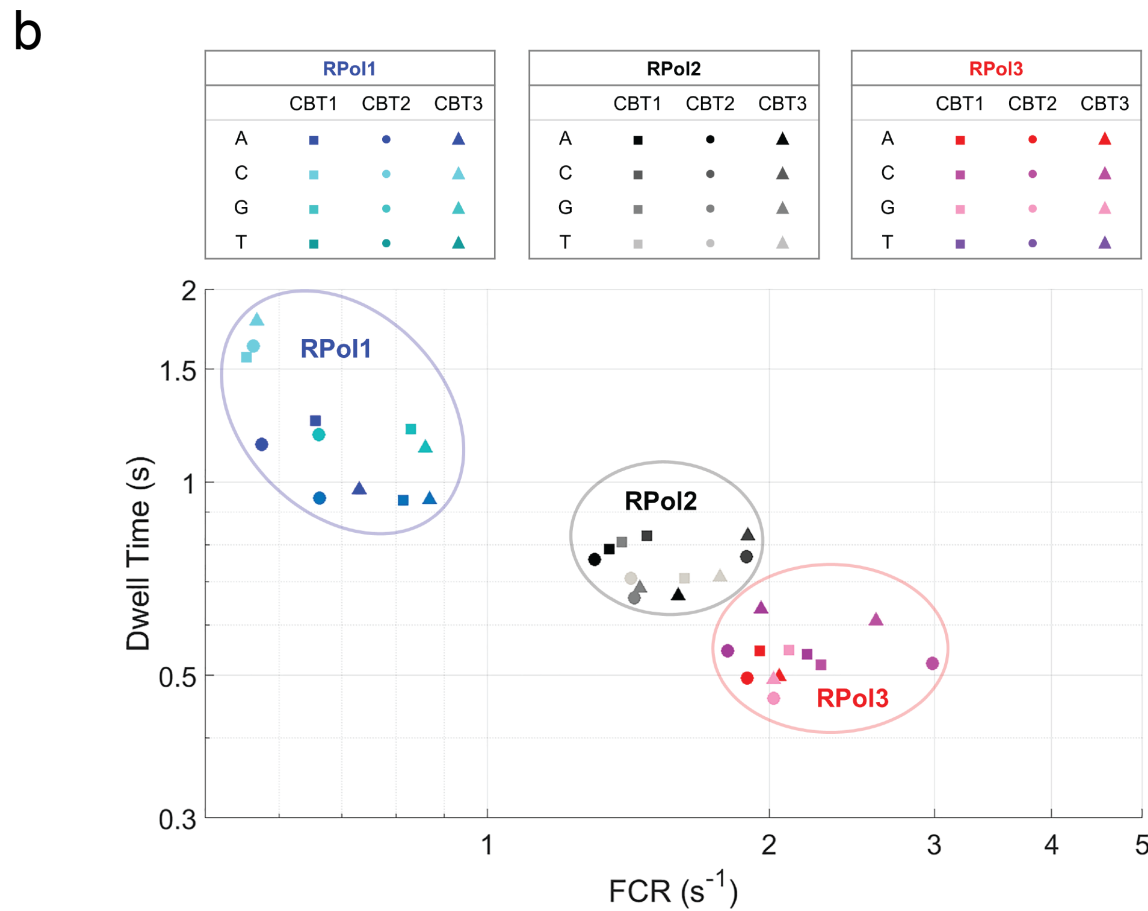 b
RPol1
CBT1 CBT2 CBT3
A
C
G
T
RPol2
CBT1 CBT2 CBT3
A
C
G
T
RPol3
CBT1 CBT2 CBT3
A
C
G
T
2
1.5
1
0.5
0.3
Dwell Time (s)
RPol1
RPol2
RPol3
1 2 3 4 5
FCR (s⁻¹)